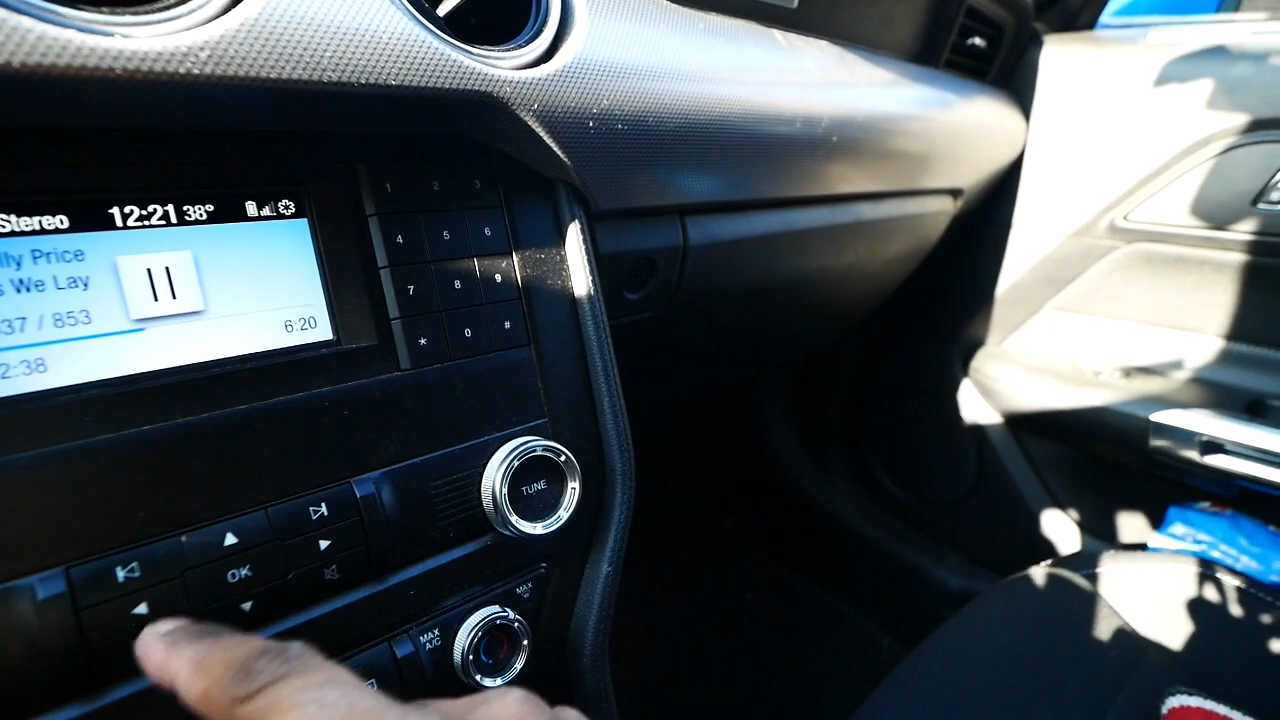 Stereo 12:21 38°
lly Price
s We Lay
37 / 853
6:20
2:38
1 2 3
4 5 6
7 8 9
* 0 #
TUNE
OK
MAX
A/C
MAX